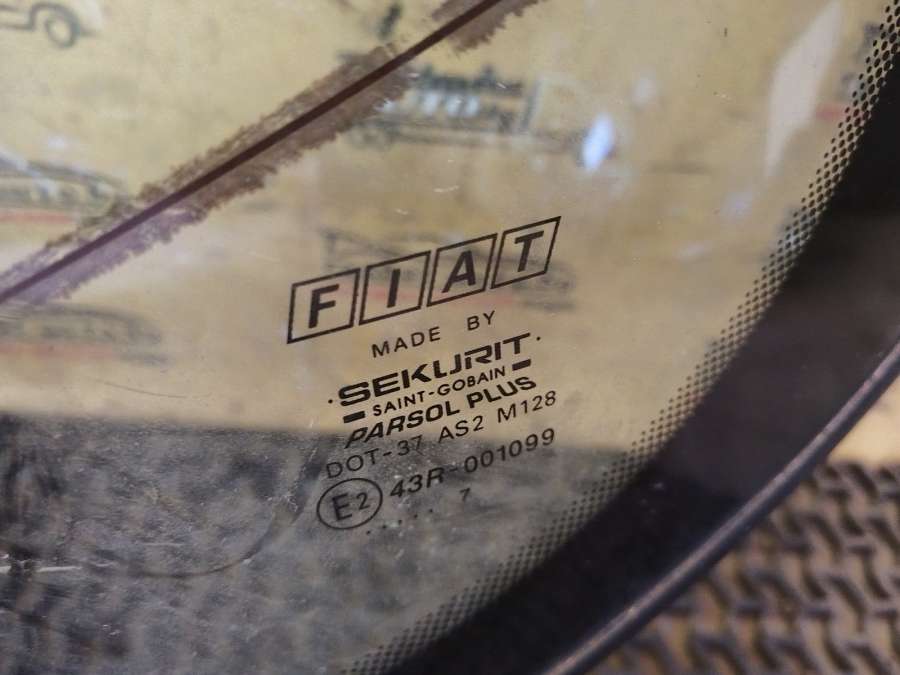 FIAT
MADE BY
·SEKURIT·
SAINT-GOBAIN
PARSOL PLUS
DOT-37 AS2 M128
E2 43R-001099
.... 7